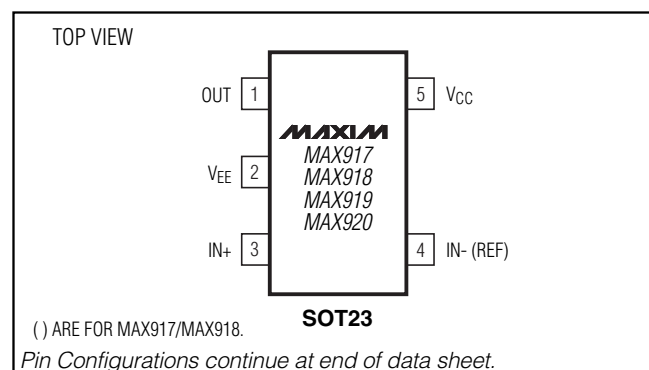 TOP VIEW
OUT 1
5 VCC
MAXIM
MAX917
MAX918
MAX919
MAX920
VEE 2
IN+ 3
4 IN- (REF)
SOT23
( ) ARE FOR MAX917/MAX918.
Pin Configurations continue at end of data sheet.